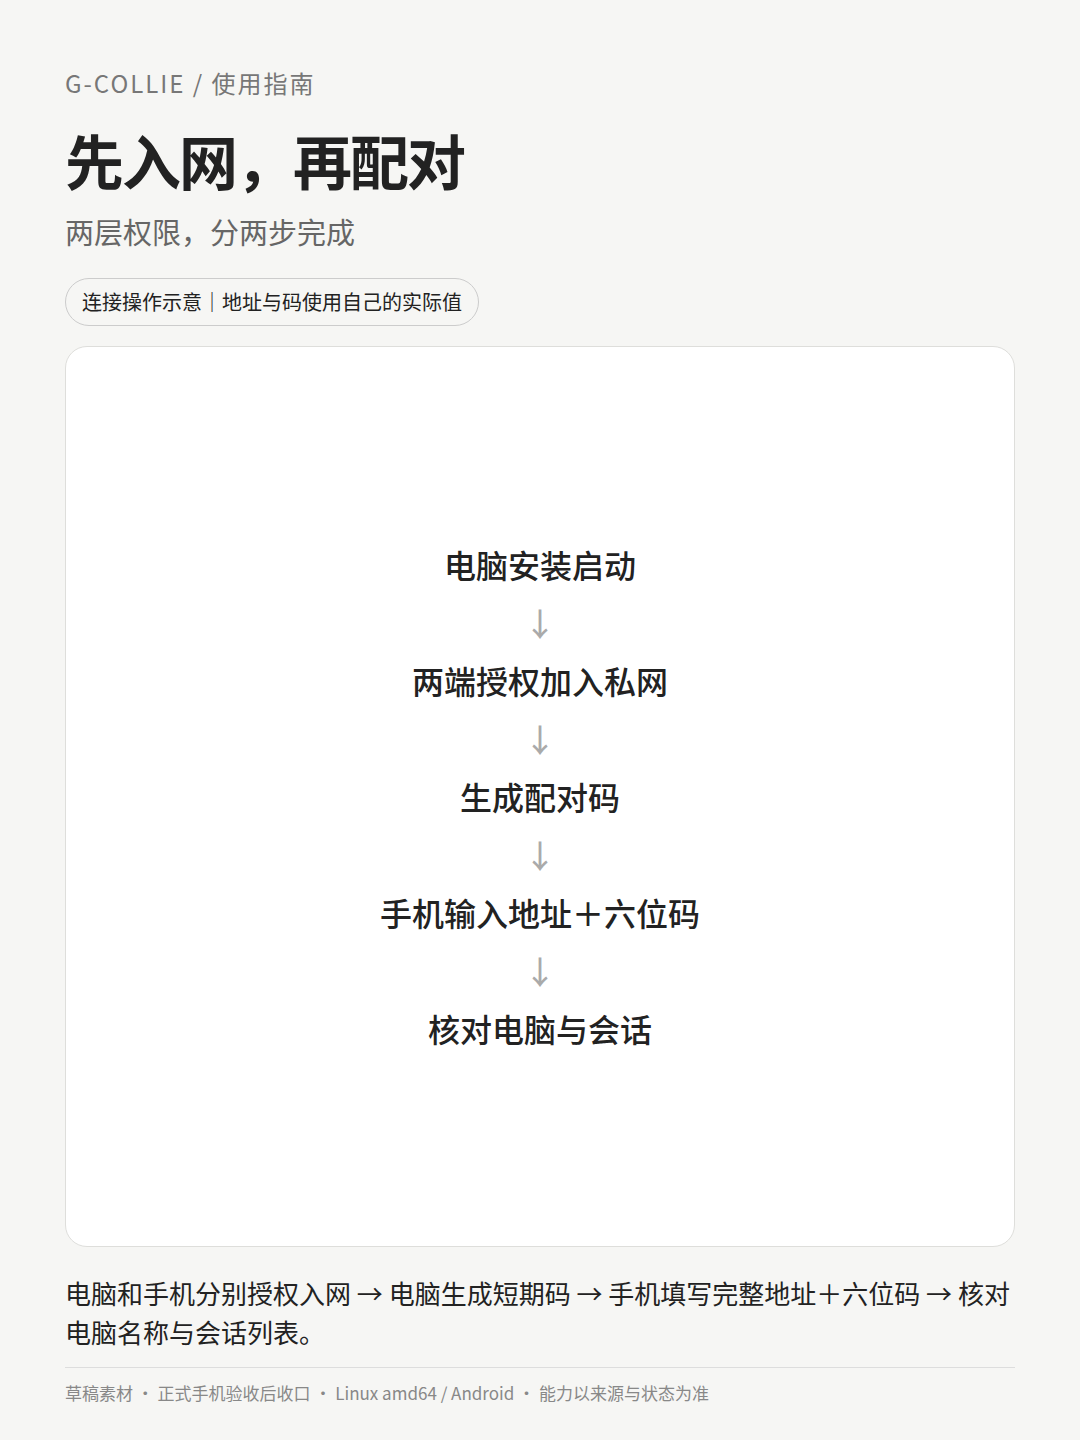 G-COLLIE / 使用指南
先入网，再配对
两层权限，分两步完成
连接操作示意｜地址与码使用自己的实际值
电脑安装启动
↓
两端授权加入私网
↓
生成配对码
↓
手机输入地址＋六位码
↓
核对电脑与会话
电脑和手机分别授权入网 → 电脑生成短期码 → 手机填写完整地址＋六位码 → 核对
电脑名称与会话列表。
草稿素材 · 正式手机验收后收口 · Linux amd64 / Android · 能力以来源与状态为准